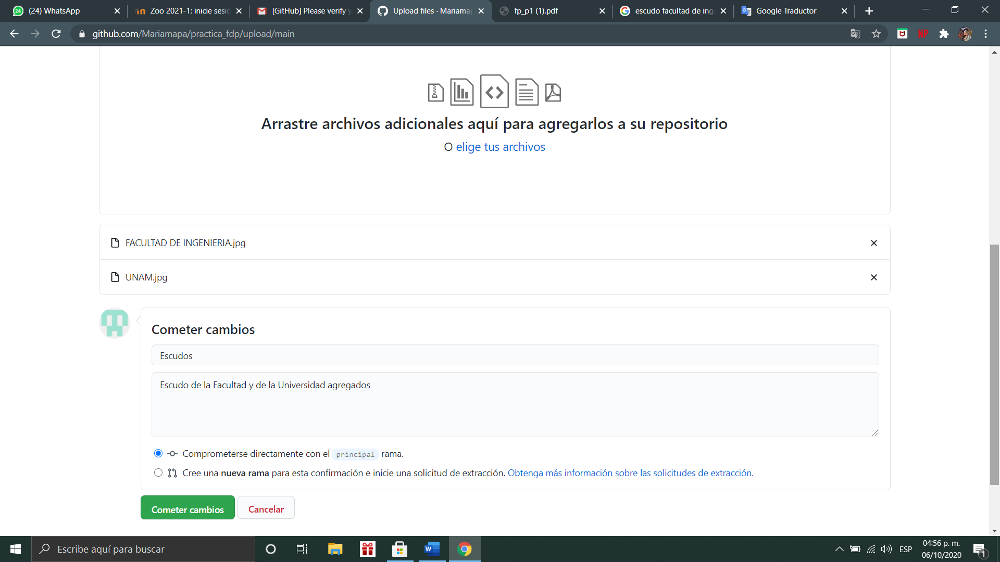 (24) WhatsApp
Zoo 2021-1: inicie sesió
[GitHub] Please verify y
Upload files · Mariamap
fp_p1 (1).pdf
escudo facultad de ing
Google Traductor
github.com/Mariamapa/practica_fdp/upload/main
Arrastre archivos adicionales aquí para agregarlos a su repositorio
O elige tus archivos
FACULTAD DE INGENIERIA.jpg
UNAM.jpg
Cometer cambios
Escudos
Escudo de la Facultad y de la Universidad agregados
Comprometerse directamente con el principal rama.
Cree una nueva rama para esta confirmación e inicie una solicitud de extracción. Obtenga más información sobre las solicitudes de extracción.
Cometer cambios
Cancelar
Escribe aquí para buscar
ESP
04:56 p. m.
06/10/2020
1